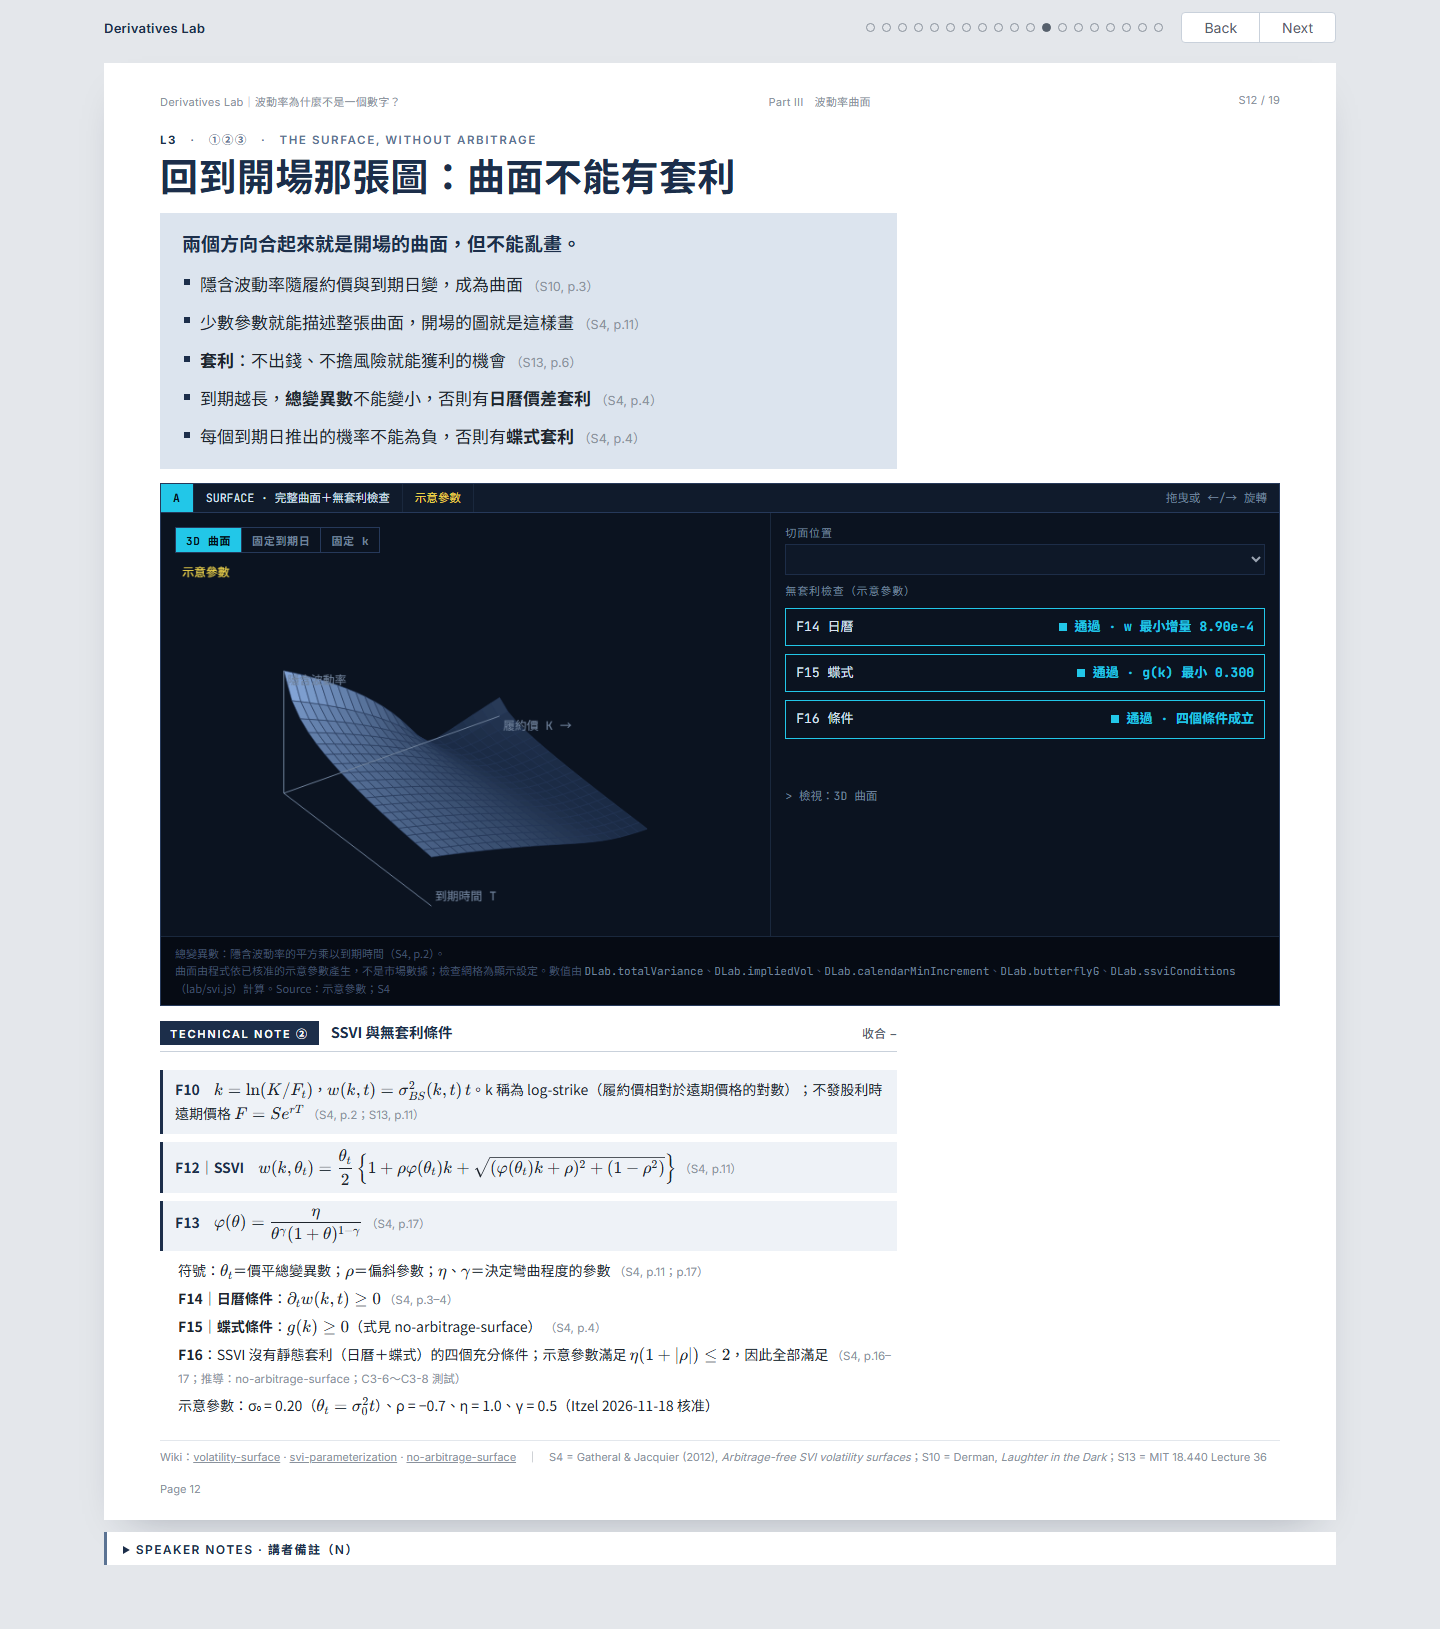 Derivatives Lab
Back
Next
Derivatives Lab｜波動率為什麼不是一個數字？
Part III　波動率曲面
S12 / 19
L3 · ①②③ · THE SURFACE, WITHOUT ARBITRAGE
回到開場那張圖：曲面不能有套利
兩個方向合起來就是開場的曲面，但不能亂畫。
▪ 隱含波動率隨履約價與到期日變，成為曲面（S10, p.3）
▪ 少數參數就能描述整張曲面，開場的圖就是這樣畫（S4, p.11）
▪ 套利：不出錢、不擔風險就能獲利的機會（S13, p.6）
▪ 到期越長，總變異數不能變小，否則有日曆價差套利（S4, p.4）
▪ 每個到期日推出的機率不能為負，否則有蝶式套利（S4, p.4）
A　SURFACE · 完整曲面＋無套利檢查　示意參數　拖曳或 ←/→ 旋轉
3D 曲面　固定到期日　固定 k
示意參數
波動率
履約價 K →
到期時間 T
切面位置
無套利檢查（示意參數）
F14 日曆　■ 通過 · w 最小增量 8.90e-4
F15 蝶式　■ 通過 · g(k) 最小 0.300
F16 條件　■ 通過 · 四個條件成立
> 檢視：3D 曲面
總變異數：隱含波動率的平方乘以到期時間（S4, p.2）。
曲面由程式依已核准的示意參數產生，不是市場數據；檢查網格為顯示設定。數值由 DLab.totalVariance、DLab.impliedVol、DLab.calendarMinIncrement、DLab.butterflyG、DLab.ssviConditions
（lab/svi.js）計算。Source：示意參數；S4
TECHNICAL NOTE ②　SSVI 與無套利條件　收合 −
F10　k = ln(K/F_t)，w(k, t) = σ²_BS(k, t) t。k 稱為 log-strike（履約價相對於遠期價格的對數）；不發股利時
遠期價格 F = Se^{rT}（S4, p.2；S13, p.11）
F12｜SSVI　w(k, θ_t) = θ_t/2 {1 + ρφ(θ_t)k + √((φ(θ_t)k + ρ)² + (1 − ρ²))}（S4, p.11）
F13　φ(θ) = η / (θ^γ(1 + θ)^{1−γ})（S4, p.17）
符號：θ_t＝價平總變異數；ρ＝偏斜參數；η、γ＝決定彎曲程度的參數（S4, p.11；p.17）
F14｜日曆條件：∂_t w(k, t) ≥ 0（S4, p.3–4）
F15｜蝶式條件：g(k) ≥ 0（式見 no-arbitrage-surface）（S4, p.4）
F16：SSVI 沒有靜態套利（日曆＋蝶式）的四個充分條件；示意參數滿足 η(1 + |ρ|) ≤ 2，因此全部滿足（S4, p.16–
17；推導：no-arbitrage-surface；C3-6～C3-8 測試）
示意參數：σ₀ = 0.20（θ_t = σ₀² t）、ρ = −0.7、η = 1.0、γ = 0.5（Itzel 2026-11-18 核准）
Wiki：volatility-surface · svi-parameterization · no-arbitrage-surface ｜ S4 = Gatheral & Jacquier (2012), Arbitrage-free SVI volatility surfaces；S10 = Derman, Laughter in the Dark；S13 = MIT 18.440 Lecture 36
Page 12
▶ SPEAKER NOTES · 講者備註（N）